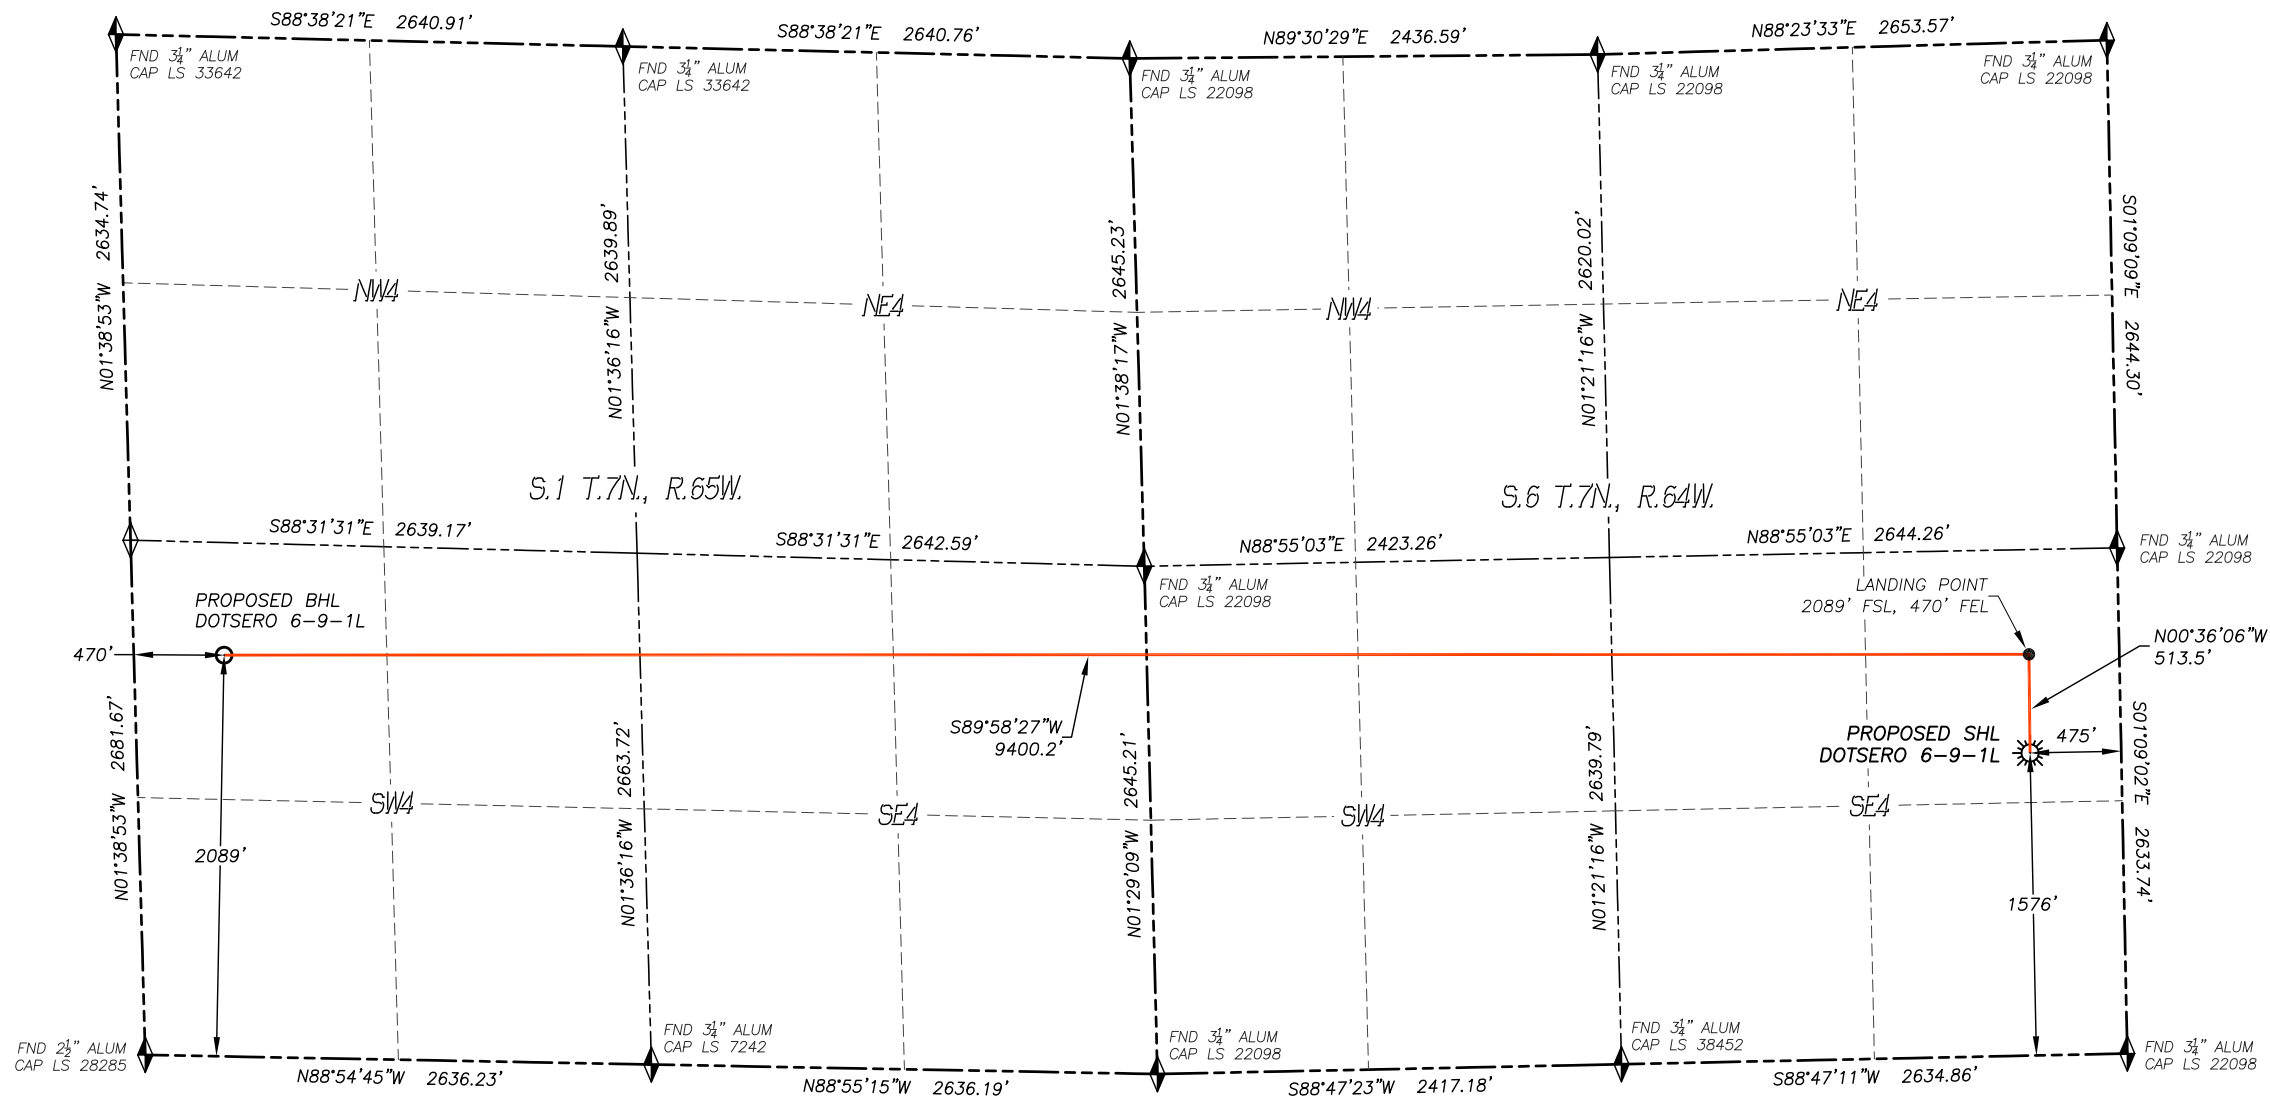 S88°38'21"E 2640.91'
S88°38'21"E 2640.76'
N89°30'29"E 2436.59'
N88°23'33"E 2653.57'
FND 3¼" ALUM
CAP LS 33642
FND 3¼" ALUM
CAP LS 33642
FND 3¼" ALUM
CAP LS 22098
FND 3¼" ALUM
CAP LS 22098
FND 3¼" ALUM
CAP LS 22098
N01°38'53"W 2634.74'
N01°36'16"W 2639.89'
N01°38'17"W 2645.23'
N01°21'16"W 2620.02'
S01°09'09"E 2644.30'
NW4
NE4
NW4
NE4
S.1 T.7N., R.65W.
S.6 T.7N., R.64W.
S88°31'31"E 2639.17'
S88°31'31"E 2642.59'
N88°55'03"E 2423.26'
N88°55'03"E 2644.26'
FND 3¼" ALUM
CAP LS 22098
FND 3¼" ALUM
CAP LS 22098
PROPOSED BHL
DOTSERO 6-9-1L
LANDING POINT
2089' FSL, 470' FEL
470'
N00°36'06"W
513.5'
S89°58'27"W
9400.2'
PROPOSED SHL
DOTSERO 6-9-1L
475'
N01°38'53"W 2681.67'
N01°36'16"W 2663.72'
N01°29'09"W 2645.21'
N01°21'16"W 2639.79'
S01°09'02"E 2633.74'
SW4
SE4
SW4
SE4
2089'
1576'
FND 2½" ALUM
CAP LS 28285
FND 3¼" ALUM
CAP LS 7242
FND 3¼" ALUM
CAP LS 22098
FND 3¼" ALUM
CAP LS 38452
FND 3¼" ALUM
CAP LS 22098
N88°54'45"W 2636.23'
N88°55'15"W 2636.19'
S88°47'23"W 2417.18'
S88°47'11"W 2634.86'